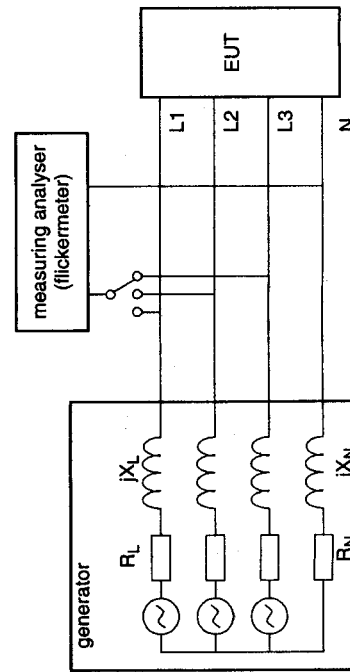 generator
R_L
jX_L
R_N
jX_N
measuring analyser
(flickermeter)
L1
L2
L3
N
EUT